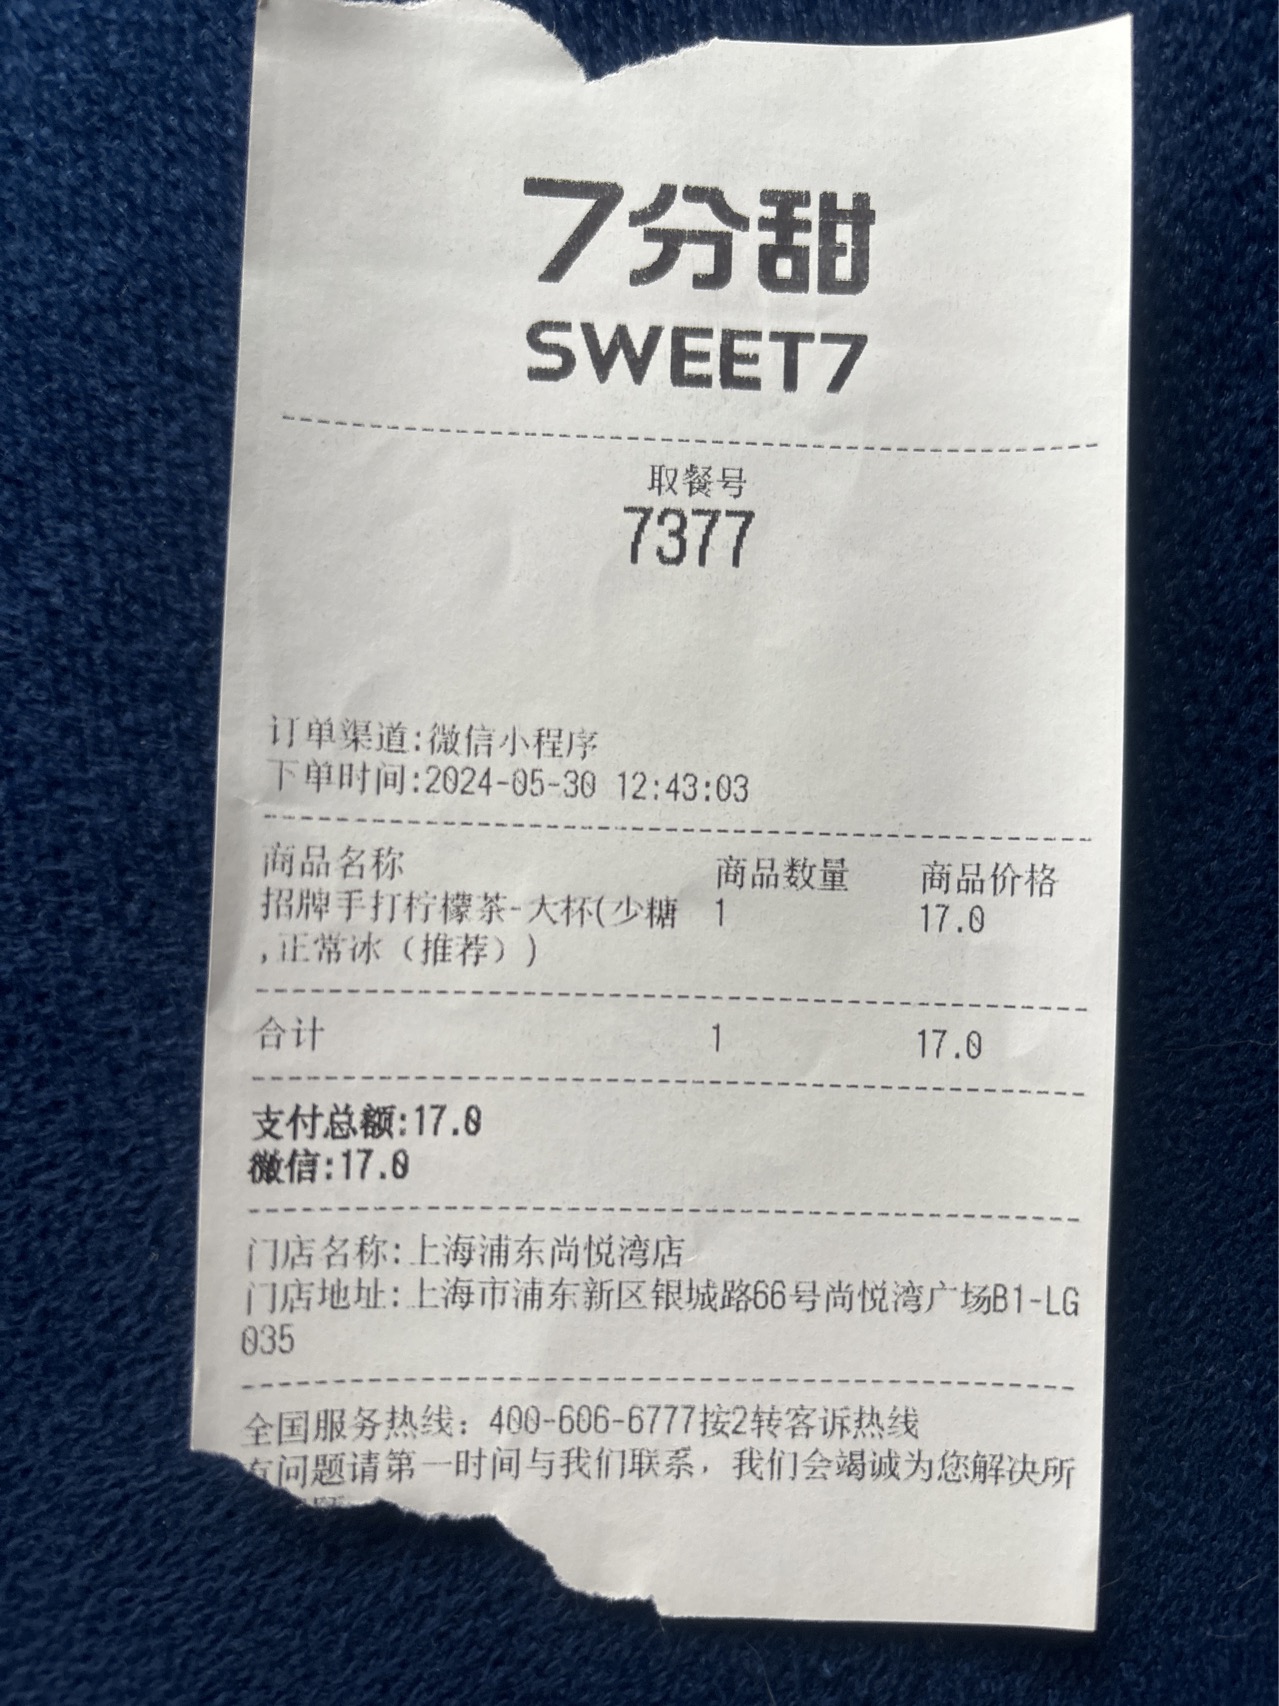 7分甜
SWEET7
取餐号
7377
订单渠道:微信小程序
下单时间:2024-05-30 12:43:03
商品名称 商品数量 商品价格
招牌手打柠檬茶-大杯(少糖 1 17.0
,正常冰（推荐）)
合计 1 17.0
支付总额:17.0
微信:17.0
门店名称:上海浦东尚悦湾店
门店地址:上海市浦东新区银城路66号尚悦湾广场B1-LG
035
全国服务热线：400-606-6777按2转客诉热线
有问题请第一时间与我们联系，我们会竭诚为您解决所